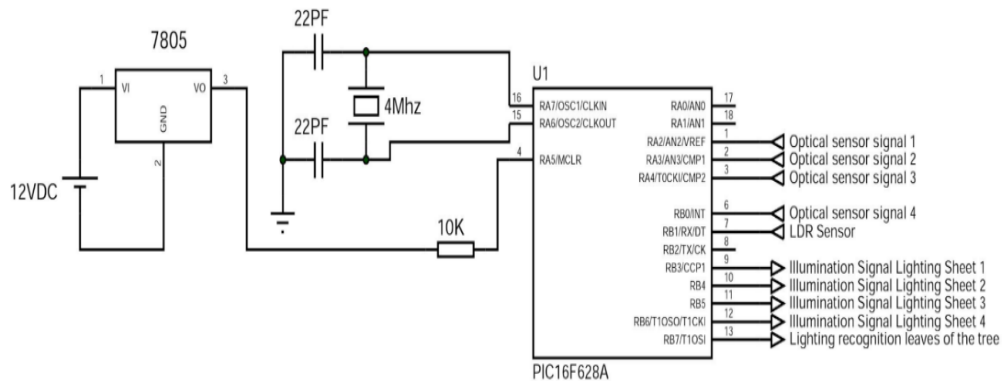 7805
1
VI
VO
3
GND
2
12VDC
22PF
22PF
4Mhz
10K
U1
16
RA7/OSC1/CLKIN
15
RA6/OSC2/CLKOUT
4
RA5/MCLR
RA0/AN0
17
RA1/AN1
18
RA2/AN2/VREF
1
Optical sensor signal 1
RA3/AN3/CMP1
2
Optical sensor signal 2
RA4/T0CKI/CMP2
3
Optical sensor signal 3
RB0/INT
6
Optical sensor signal 4
RB1/RX/DT
7
LDR Sensor
RB2/TX/CK
8
RB3/CCP1
9
Illumination Signal Lighting Sheet 1
RB4
10
Illumination Signal Lighting Sheet 2
RB5
11
Illumination Signal Lighting Sheet 3
RB6/T1OSO/T1CKI
12
Illumination Signal Lighting Sheet 4
RB7/T1OSI
13
Lighting recognition leaves of the tree
PIC16F628A